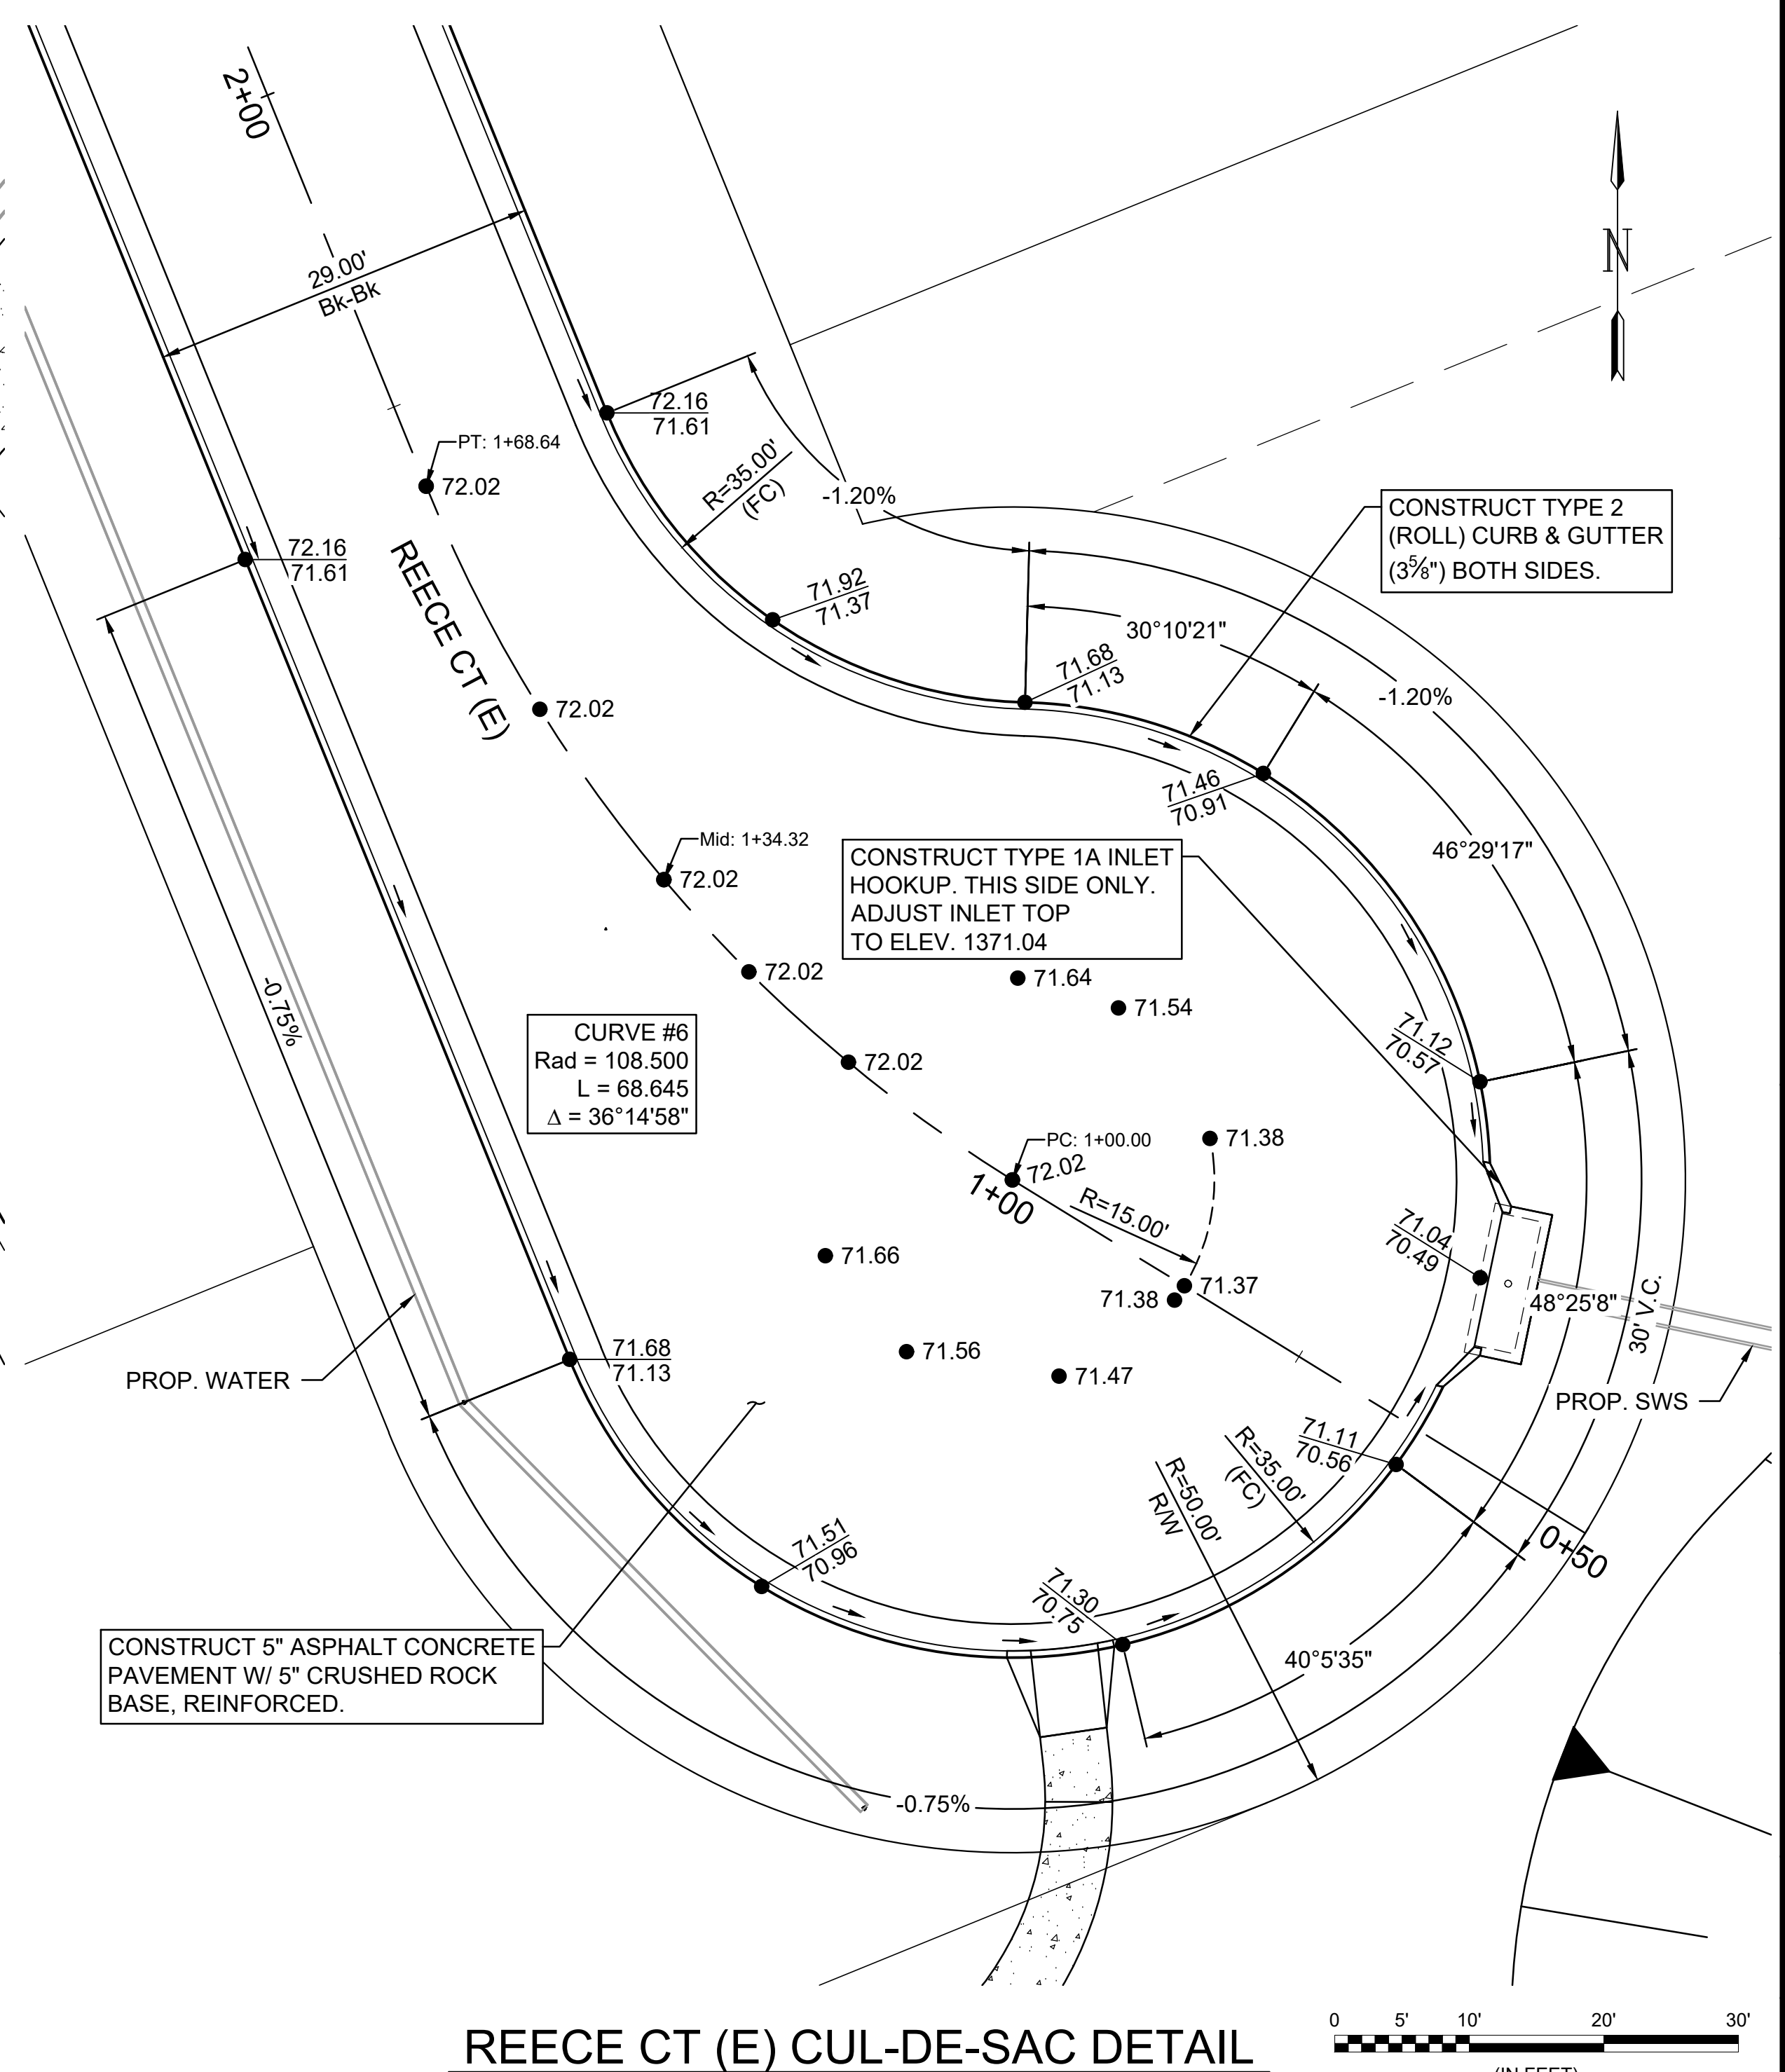 2+00
29.00'
Bk-Bk
N
72.16
71.61
PT: 1+68.64
72.02
R=35.00'
(FC)
-1.20%
CONSTRUCT TYPE 2
(ROLL) CURB & GUTTER
(3⅝") BOTH SIDES.
72.16
71.61
REECE CT (E)
71.92
71.37
30°10'21"
71.68
71.13
-1.20%
72.02
71.46
70.91
Mid: 1+34.32
72.02
CONSTRUCT TYPE 1A INLET
HOOKUP. THIS SIDE ONLY.
ADJUST INLET TOP
TO ELEV. 1371.04
46°29'17"
72.02
71.64
71.54
-0.75%
CURVE #6
Rad = 108.500
L = 68.645
Δ = 36°14'58"
72.02
71.12
70.57
PC: 1+00.00
72.02
71.38
1+00
R=15.00'
71.04
70.49
71.66
71.37
71.38
48°25'8"
30' V.C.
71.68
71.13
71.56
71.47
PROP. WATER
PROP. SWS
71.11
70.56
R=35.00'
(FC)
R=50.00'
R/W
0+50
71.51
70.96
71.30
70.75
CONSTRUCT 5" ASPHALT CONCRETE
PAVEMENT W/ 5" CRUSHED ROCK
BASE, REINFORCED.
40°5'35"
-0.75%
REECE CT (E) CUL-DE-SAC DETAIL
0 5' 10' 20' 30'
(IN FEET)